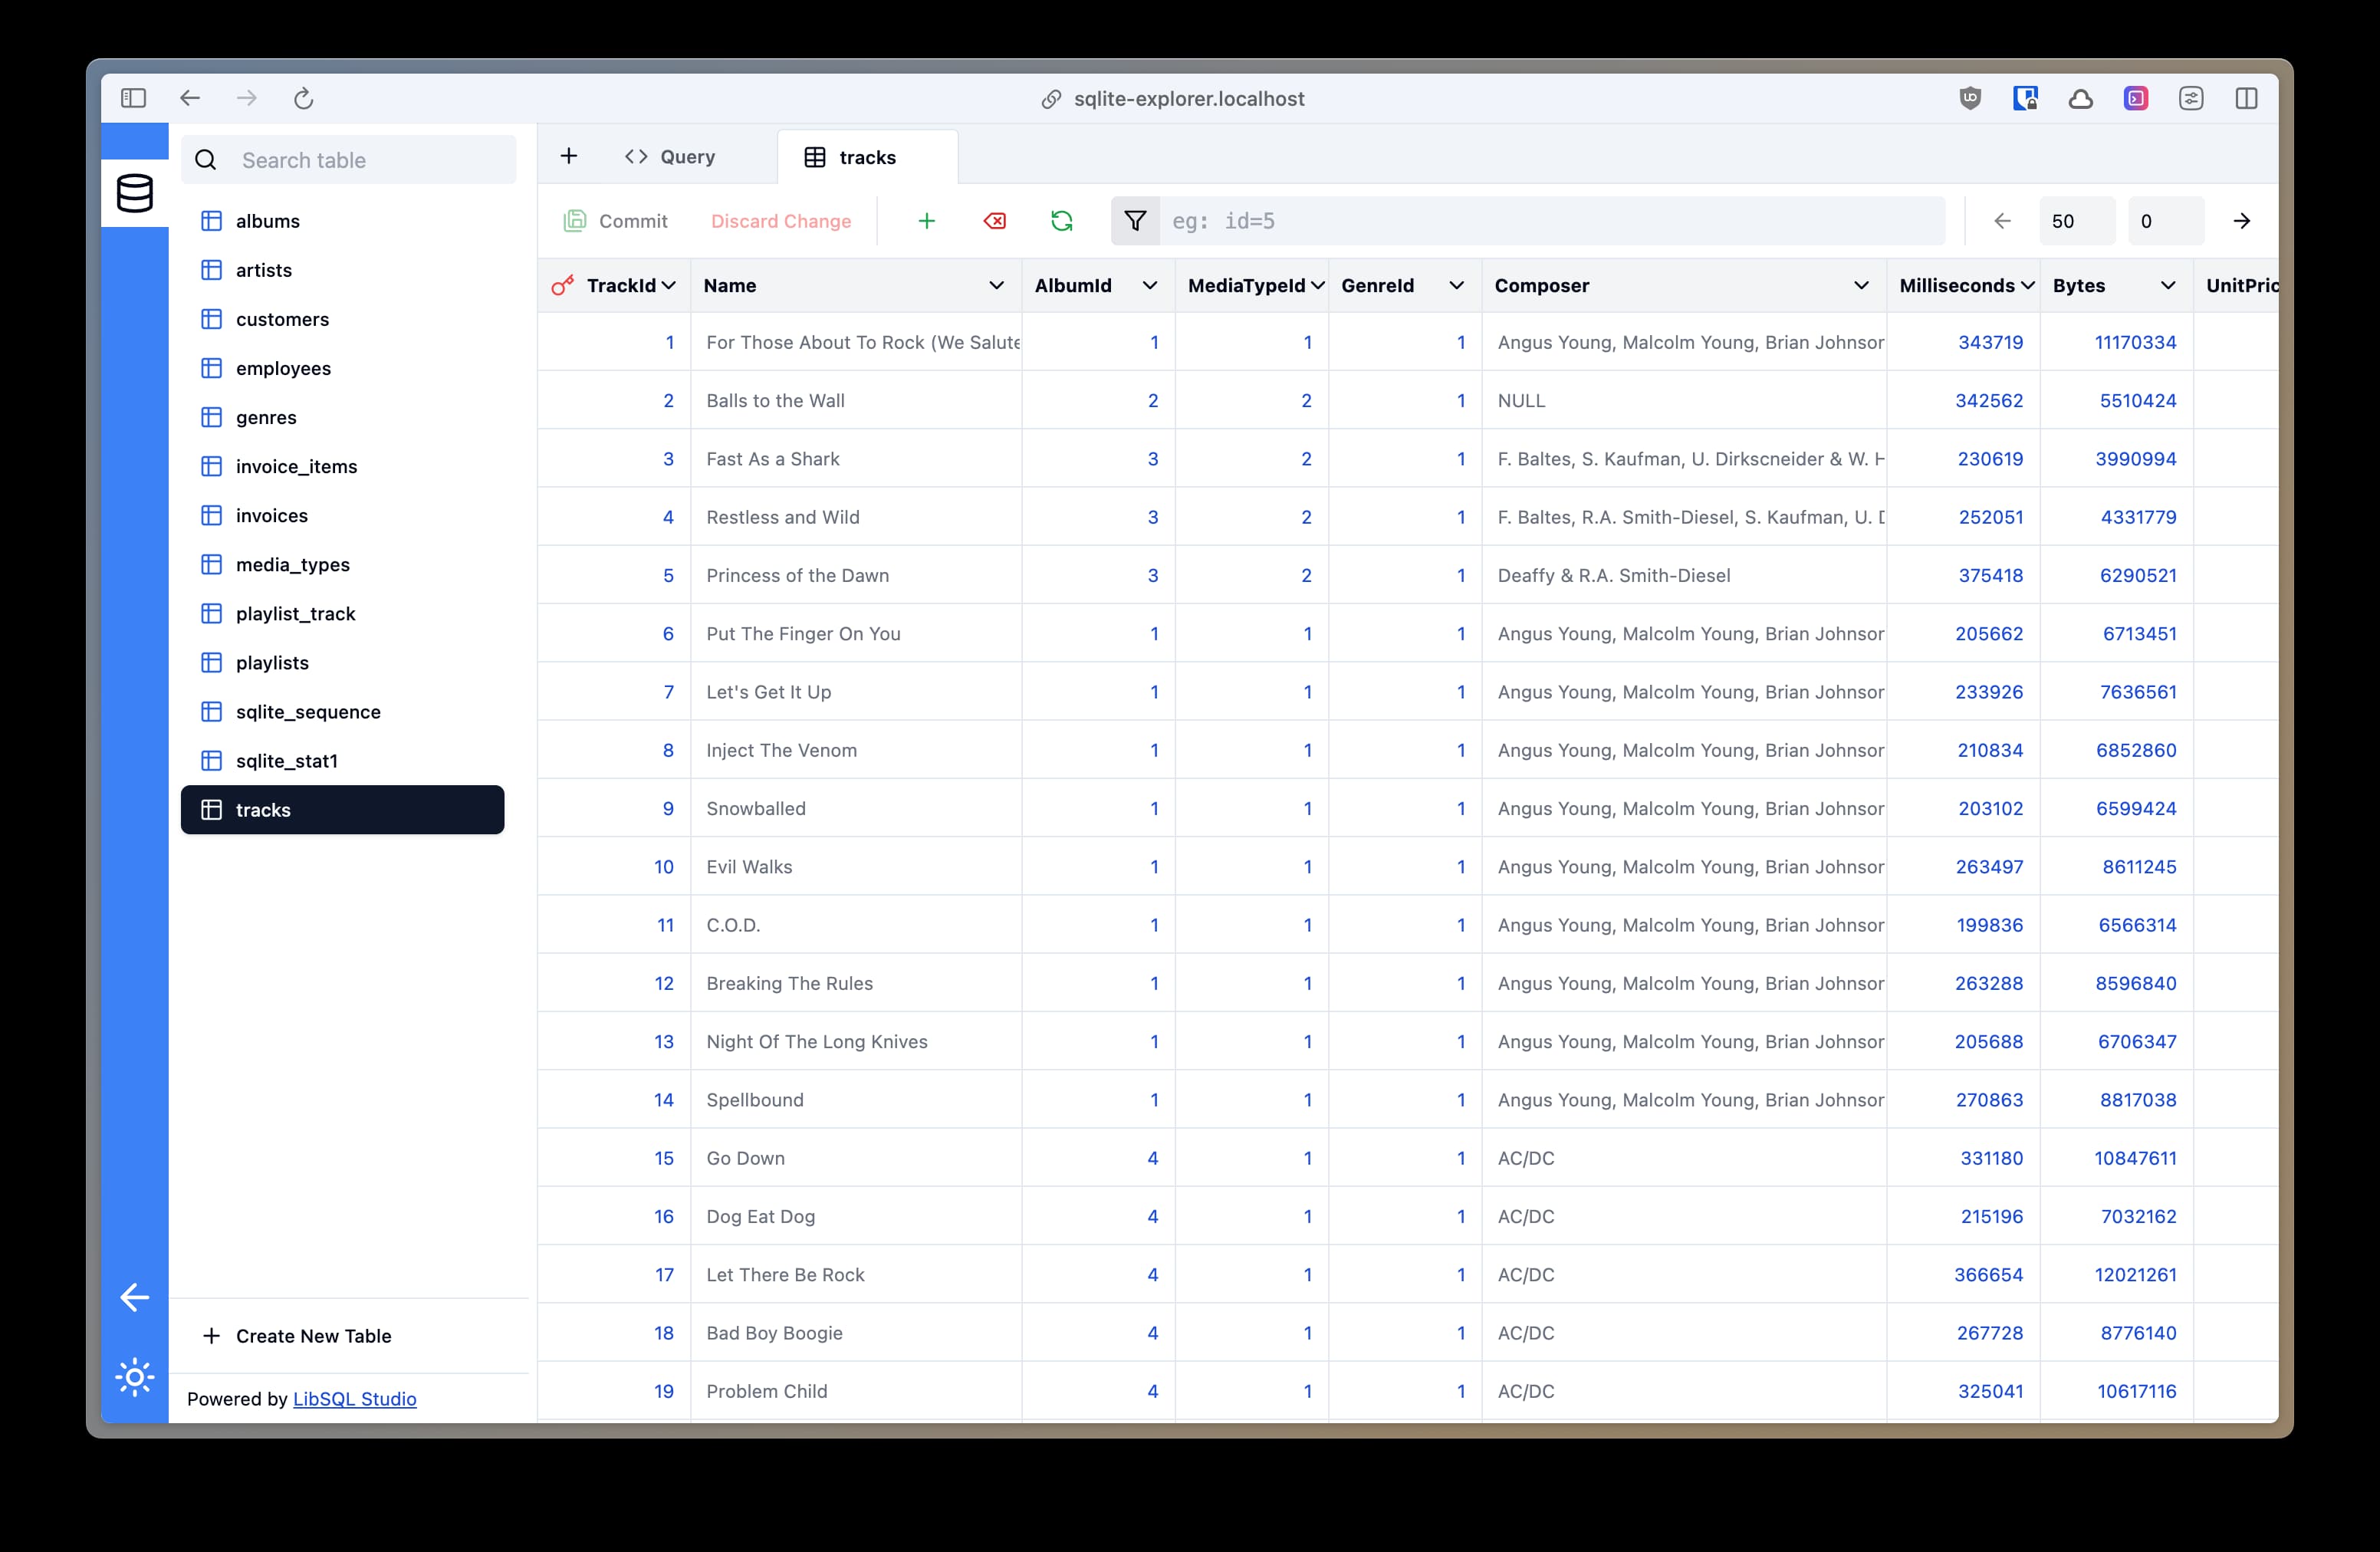 sqlite-explorer.localhost
Search table
albums
artists
customers
employees
genres
invoice_items
invoices
media_types
playlist_track
playlists
sqlite_sequence
sqlite_stat1
tracks
Create New Table
Powered by LibSQL Studio
Query tracks
Commit Discard Change eg: id=5 50 0
TrackId Name AlbumId MediaTypeId GenreId Composer Milliseconds Bytes UnitPric
1 For Those About To Rock (We Salute 1 1 1 Angus Young, Malcolm Young, Brian Johnson 343719 11170334
2 Balls to the Wall 2 2 1 NULL 342562 5510424
3 Fast As a Shark 3 2 1 F. Baltes, S. Kaufman, U. Dirkscneider & W. H 230619 3990994
4 Restless and Wild 3 2 1 F. Baltes, R.A. Smith-Diesel, S. Kaufman, U. D 252051 4331779
5 Princess of the Dawn 3 2 1 Deaffy & R.A. Smith-Diesel 375418 6290521
6 Put The Finger On You 1 1 1 Angus Young, Malcolm Young, Brian Johnson 205662 6713451
7 Let's Get It Up 1 1 1 Angus Young, Malcolm Young, Brian Johnson 233926 7636561
8 Inject The Venom 1 1 1 Angus Young, Malcolm Young, Brian Johnson 210834 6852860
9 Snowballed 1 1 1 Angus Young, Malcolm Young, Brian Johnson 203102 6599424
10 Evil Walks 1 1 1 Angus Young, Malcolm Young, Brian Johnson 263497 8611245
11 C.O.D. 1 1 1 Angus Young, Malcolm Young, Brian Johnson 199836 6566314
12 Breaking The Rules 1 1 1 Angus Young, Malcolm Young, Brian Johnson 263288 8596840
13 Night Of The Long Knives 1 1 1 Angus Young, Malcolm Young, Brian Johnson 205688 6706347
14 Spellbound 1 1 1 Angus Young, Malcolm Young, Brian Johnson 270863 8817038
15 Go Down 4 1 1 AC/DC 331180 10847611
16 Dog Eat Dog 4 1 1 AC/DC 215196 7032162
17 Let There Be Rock 4 1 1 AC/DC 366654 12021261
18 Bad Boy Boogie 4 1 1 AC/DC 267728 8776140
19 Problem Child 4 1 1 AC/DC 325041 10617116